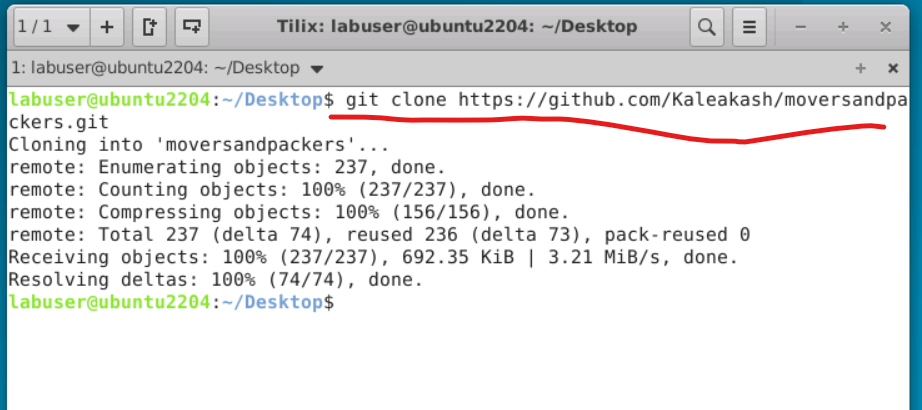 1 / 1
Tilix: labuser@ubuntu2204: ~/Desktop
1: labuser@ubuntu2204: ~/Desktop
labuser@ubuntu2204:~/Desktop$ git clone https://github.com/Kaleakash/moversandpa
ckers.git
Cloning into 'moversandpackers'...
remote: Enumerating objects: 237, done.
remote: Counting objects: 100% (237/237), done.
remote: Compressing objects: 100% (156/156), done.
remote: Total 237 (delta 74), reused 236 (delta 73), pack-reused 0
Receiving objects: 100% (237/237), 692.35 KiB | 3.21 MiB/s, done.
Resolving deltas: 100% (74/74), done.
labuser@ubuntu2204:~/Desktop$